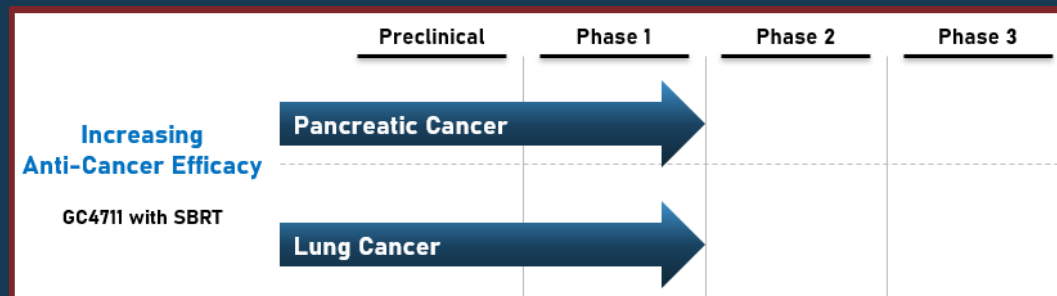 Preclinical Phase 1 Phase 2 Phase 3
Pancreatic Cancer
Increasing
Anti-Cancer Efficacy
GC4711 with SBRT
Lung Cancer